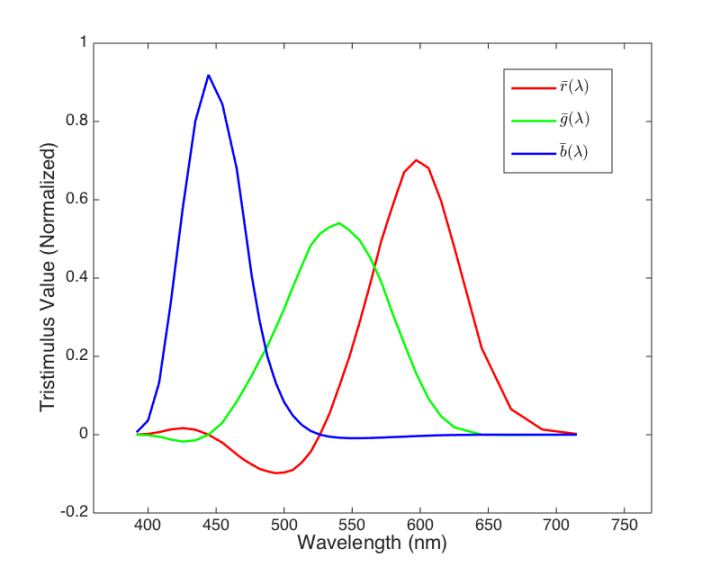 1
0.8
0.6
0.4
0.2
0
-0.2
Tristimulus Value (Normalized)
r̄(λ)
ḡ(λ)
b̄(λ)
400 450 500 550 600 650 700 750
Wavelength (nm)